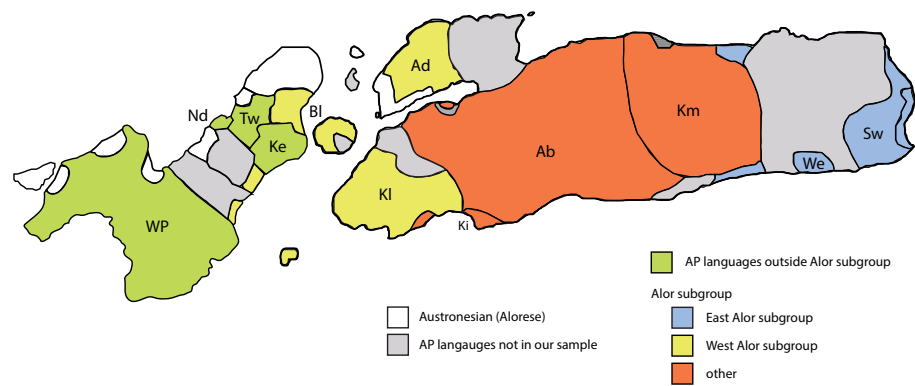 Ad
Nd
Tw
Bl
Km
Ke
Ab
Sw
We
Kl
WP
Ki
AP languages outside Alor subgroup
Alor subgroup
Austronesian (Alorese)
East Alor subgroup
AP langauges not in our sample
West Alor subgroup
other